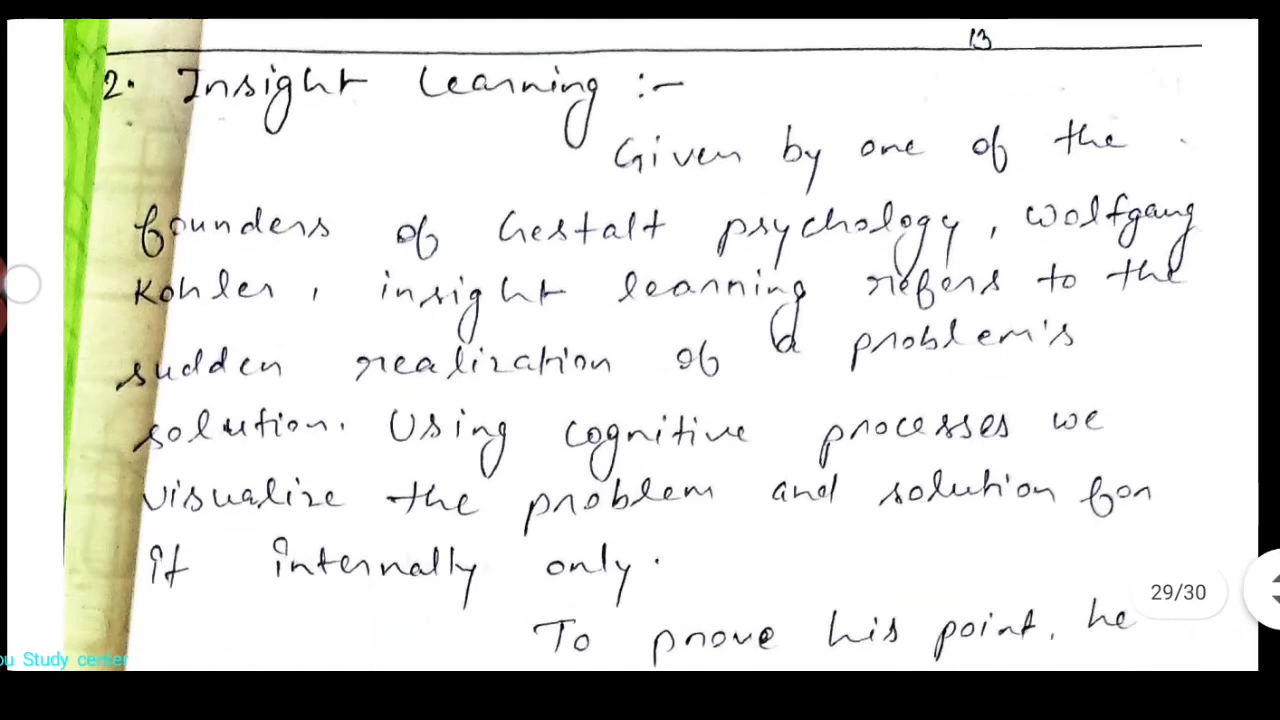 13
2. Insight Learning :-
Given by one of the
founders of Gestalt psychology, Wolfgang
Kohler, insight learning refers to the
sudden realization of a problem's
solution. Using cognitive processes we
visualize the problem and solution for
it internally only.
29/30
To prove his point, he
ou Study center